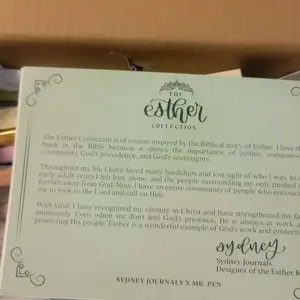 THE
esther
COLLECTION
The Esther Collection is of course inspired by the Biblical story of Esther. I love the
book in the Bible because it shows the importance of justice, compassion,
community, God's providence, and God's sovereignty.
Throughout my life I have faced many hardships and lost sight of who I was. In my
early adult years I felt lost, alone, and the people surrounding me only pushed
further away from God. Now, I have an entire community of people who encou
me to look to the Lord and call on Him.
With God, I have recognized my identity in Christ and have strengthened my fa
immensely. Even when we don't feel God's presence, He is always at work a
protecting His people. Esther is a wonderful example of God's work and protect
sydney
Sydney Journals
Designer of the Esther K
SYDNEY JOURNALS X MR. PEN